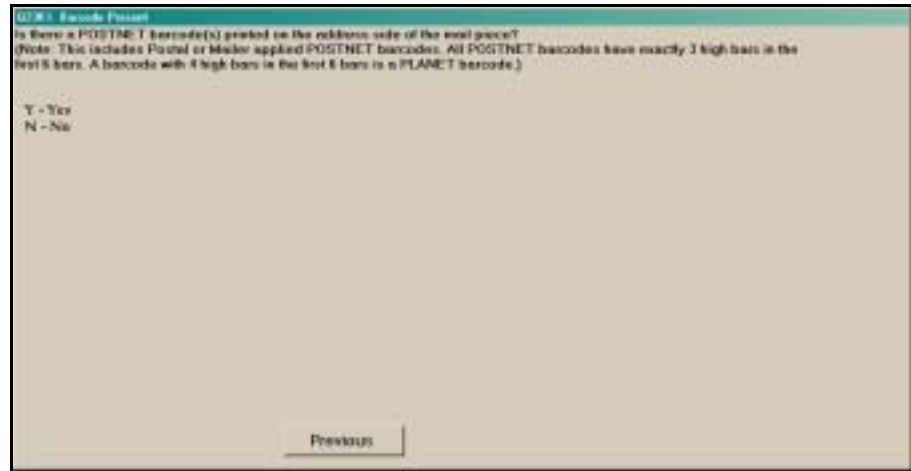 Barcode Present
Is there a POSTNET barcode(s) printed on the address side of the mail piece?
(Note: This includes Postal or Mailer applied POSTNET barcodes. All POSTNET barcodes have exactly 3 high bars in the
first 6 bars. A barcode with 4 high bars in the first 6 bars is a PLANET barcode.)
Y - Yes
N - No
Previous